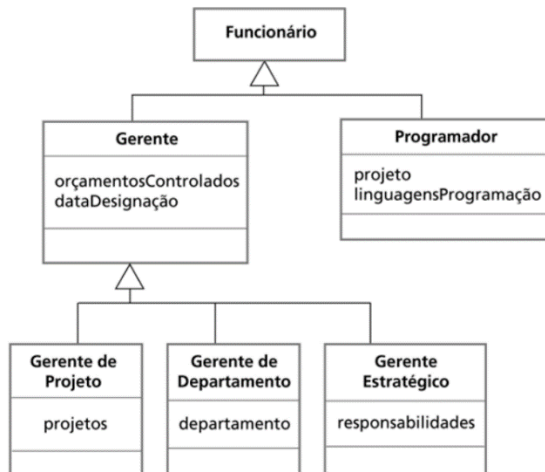 Funcionário
Gerente
orçamentosControlados
dataDesignação
Programador
projeto
linguagensProgramação
Gerente de
Projeto
projetos
Gerente de
Departamento
departamento
Gerente
Estratégico
responsabilidades